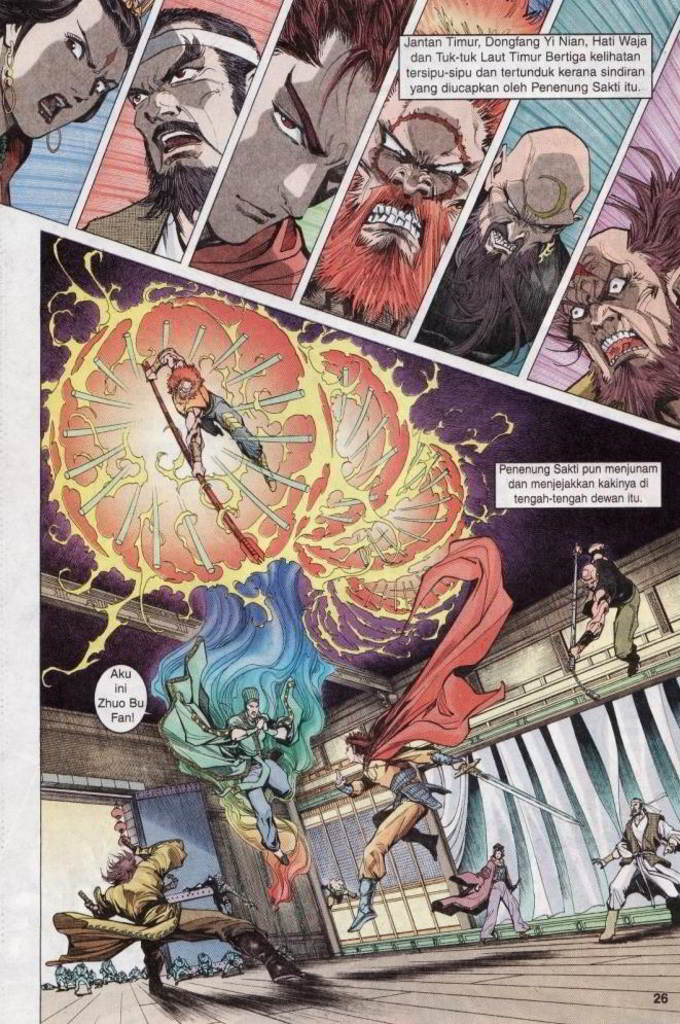 Jantan Timur, Dongfang Yi Nian, Hati Waja
dan Tuk-tuk Laut Timur Bertiga kelihatan
tersipu-sipu dan tertunduk kerana sindiran
yang diucapkan oleh Penenung Sakti itu.
Penenung Sakti pun menjunam
dan menjejakkan kakinya di
tengah-tengah dewan itu.
Aku
ini
Zhuo Bu
Fan!
26